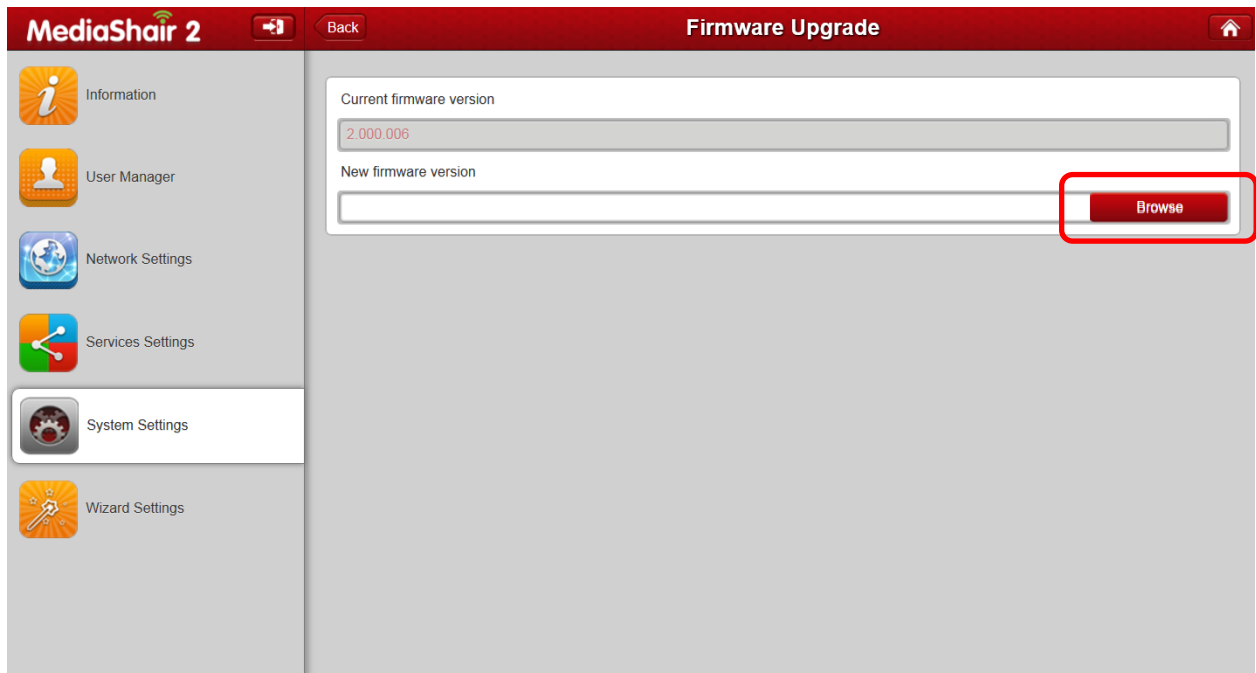 MediaShair 2
Back
Firmware Upgrade
Information
User Manager
Network Settings
Services Settings
System Settings
Wizard Settings
Current firmware version
2.000.006
New firmware version
Browse